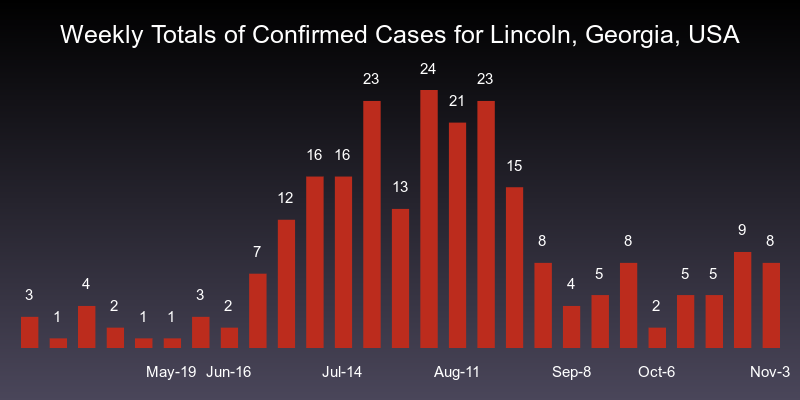 Weekly Totals of Confirmed Cases for Lincoln, Georgia, USA
3 1 4 2 1 1 3 2 7 12 16 16 23 13 24 21 23 15 8 4 5 8 2 5 5 9 8
May-19 Jun-16 Jul-14 Aug-11 Sep-8 Oct-6 Nov-3